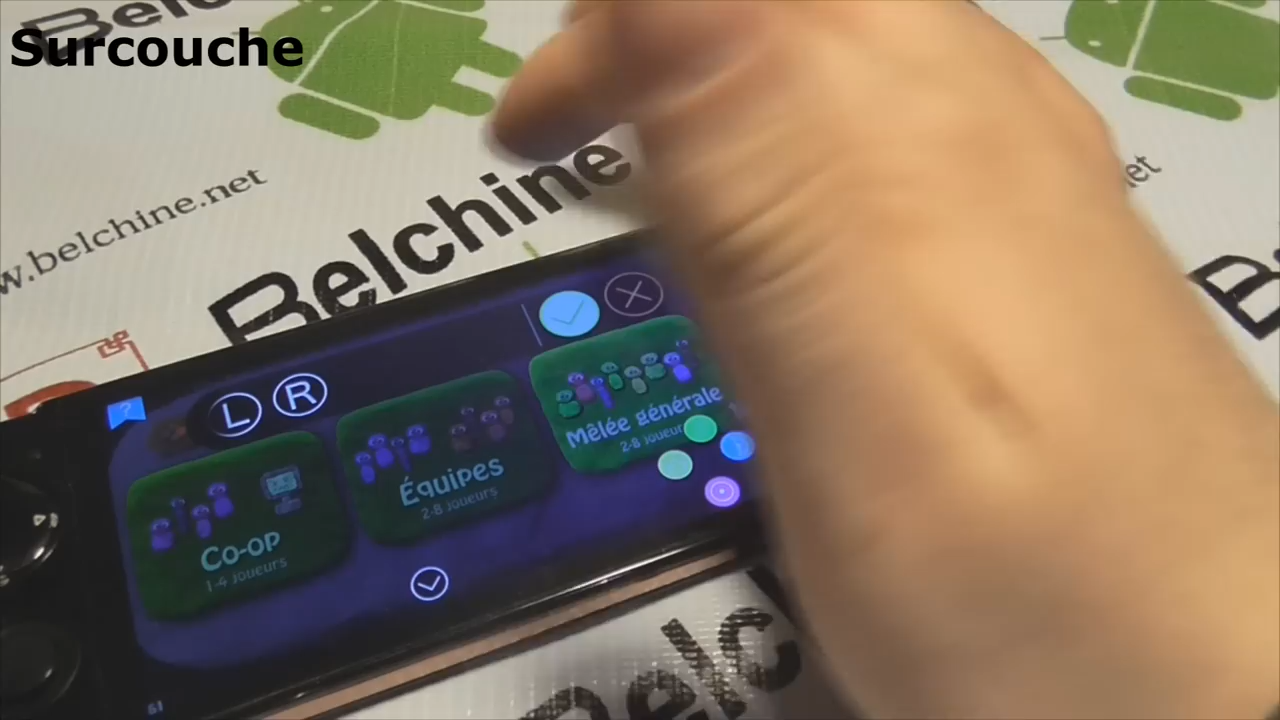 Belchine
Surcouche
www.belchine.net
Belchine
L R
Mêlée générale
2-8 joueurs
Équipes
2-8 joueurs
Co-op
1-4 joueurs